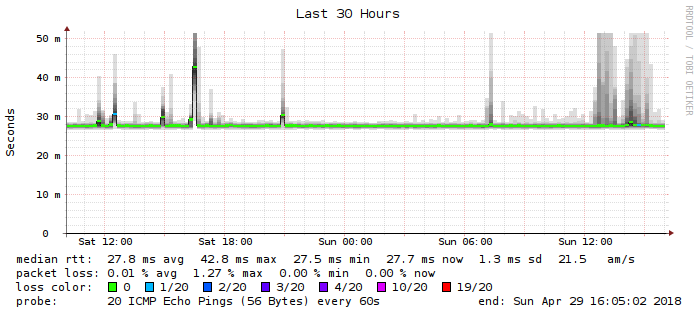 Last 30 Hours
RRDTOOL / TOBI OETIKER
Seconds
50 m
40 m
30 m
20 m
10 m
0
Sat 12:00 Sat 18:00 Sun 00:00 Sun 06:00 Sun 12:00
median rtt: 27.8 ms avg 42.8 ms max 27.5 ms min 27.7 ms now 1.3 ms sd 21.5 am/s
packet loss: 0.01 % avg 1.27 % max 0.00 % min 0.00 % now
loss color: 0 1/20 2/20 3/20 4/20 10/20 19/20
probe: 20 ICMP Echo Pings (56 Bytes) every 60s end: Sun Apr 29 16:05:02 2018